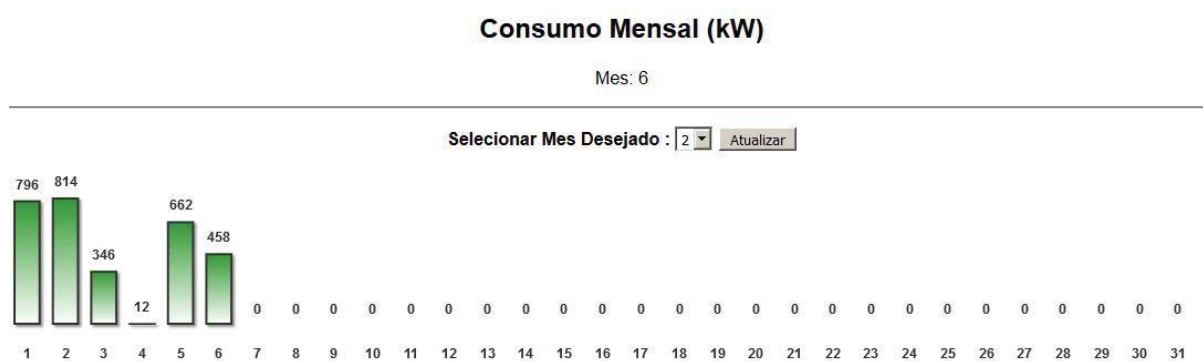 Consumo Mensal (kW)
Mes: 6
Selecionar Mes Desejado : 2 Atualizar
796 814 346 12 662 458 0 0 0 0 0 0 0 0 0 0 0 0 0 0 0 0 0 0 0 0 0 0 0 0 0
1 2 3 4 5 6 7 8 9 10 11 12 13 14 15 16 17 18 19 20 21 22 23 24 25 26 27 28 29 30 31